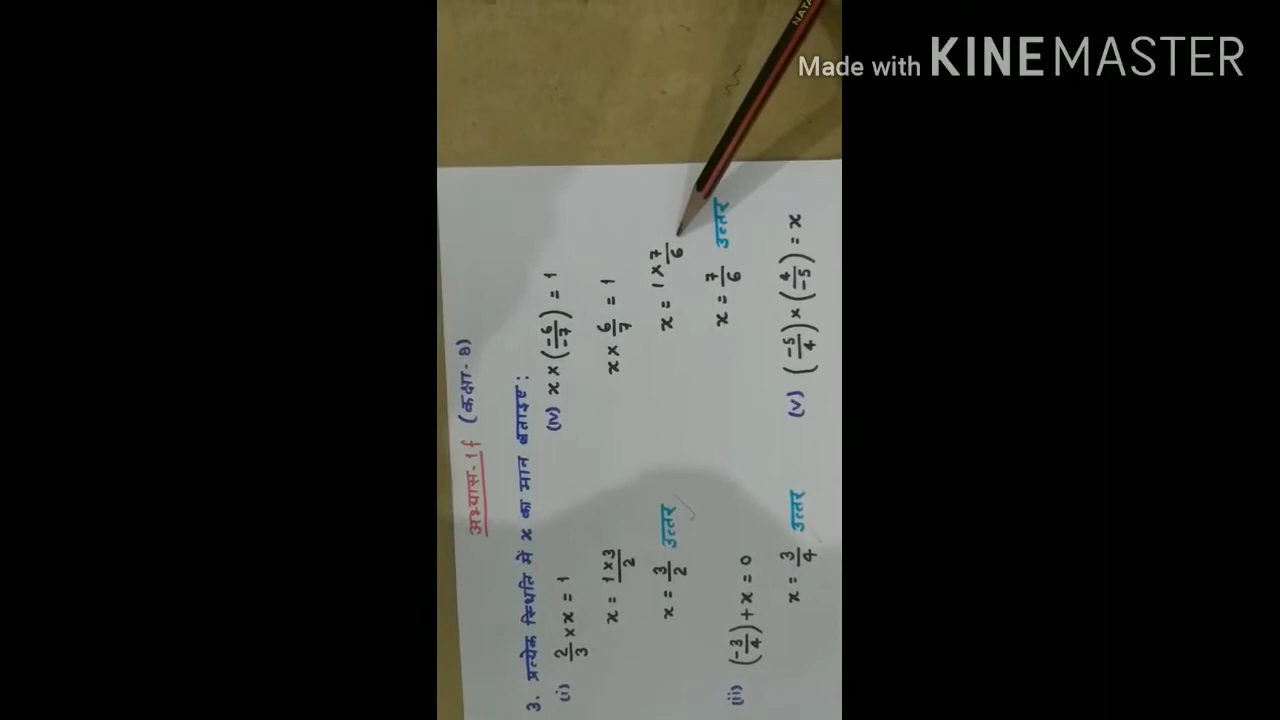 अभ्यास-1f (कक्षा-8)
3. प्रत्येक स्थिति में x का मान बताइए:
(i) 2/3 × x = 1
x = 1×3/2
x = 3/2 उत्तर
(ii) (-3/4) + x = 0
x = 3/4 उत्तर
(iv) x × (-6/-7) = 1
x × 6/7 = 1
x = 1 × 7/6
x = 7/6 उत्तर
(v) (-5/4) × (4/-5) = x
NATA
Made with KINEMASTER